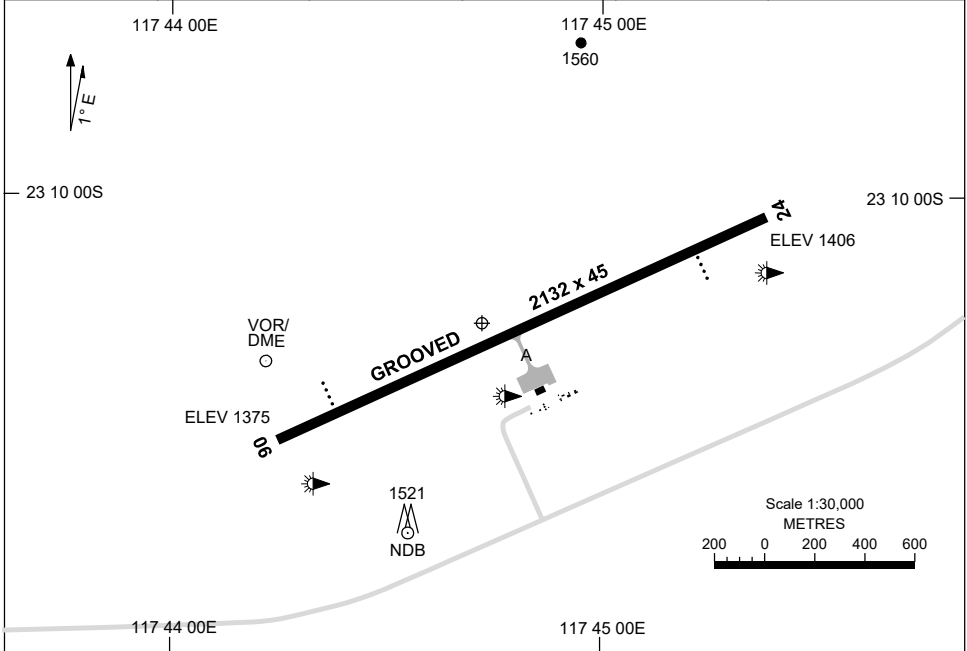 117 44 00E
117 45 00E
1560
1° E
23 10 00S
23 10 00S
24
ELEV 1406
2132 x 45
GROOVED
VOR/
DME
A
ELEV 1375
06
1521
NDB
Scale 1:30,000
METRES
200 0 200 400 600
117 44 00E
117 45 00E